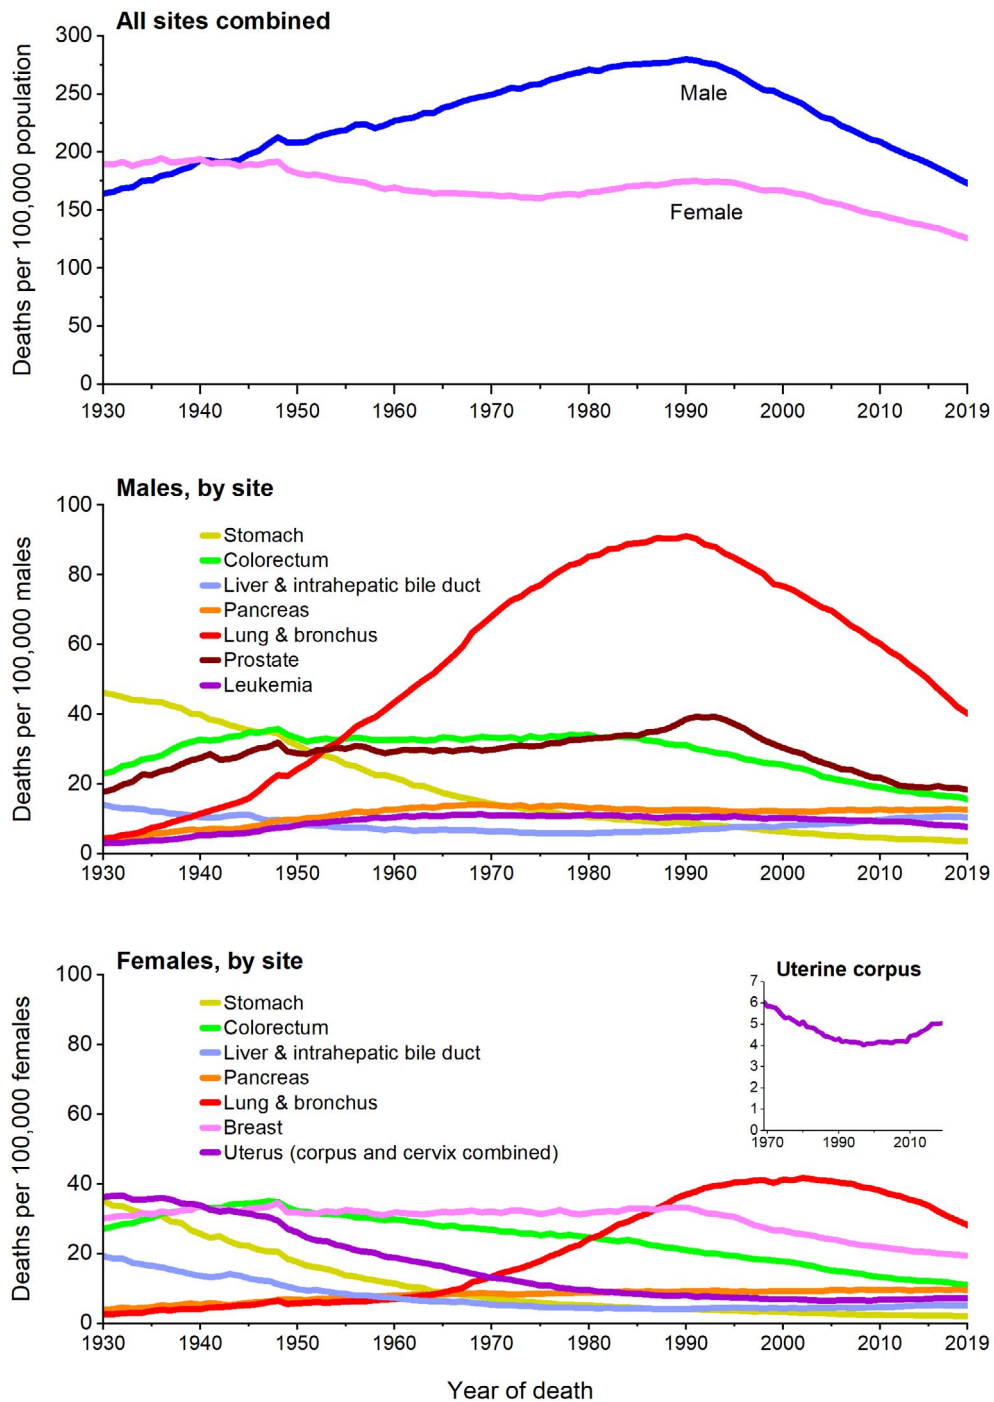 All sites combined
Deaths per 100,000 population
300
250
200
150
100
50
0
Male
Female
1930 1940 1950 1960 1970 1980 1990 2000 2010 2019
Males, by site
Deaths per 100,000 males
100
80
60
40
20
0
Stomach
Colorectum
Liver & intrahepatic bile duct
Pancreas
Lung & bronchus
Prostate
Leukemia
1930 1940 1950 1960 1970 1980 1990 2000 2010 2019
Females, by site
Deaths per 100,000 females
100
80
60
40
20
0
Stomach
Colorectum
Liver & intrahepatic bile duct
Pancreas
Lung & bronchus
Breast
Uterus (corpus and cervix combined)
Uterine corpus
7
6
5
4
3
2
1
0
1970 1990 2010
1930 1940 1950 1960 1970 1980 1990 2000 2010 2019
Year of death